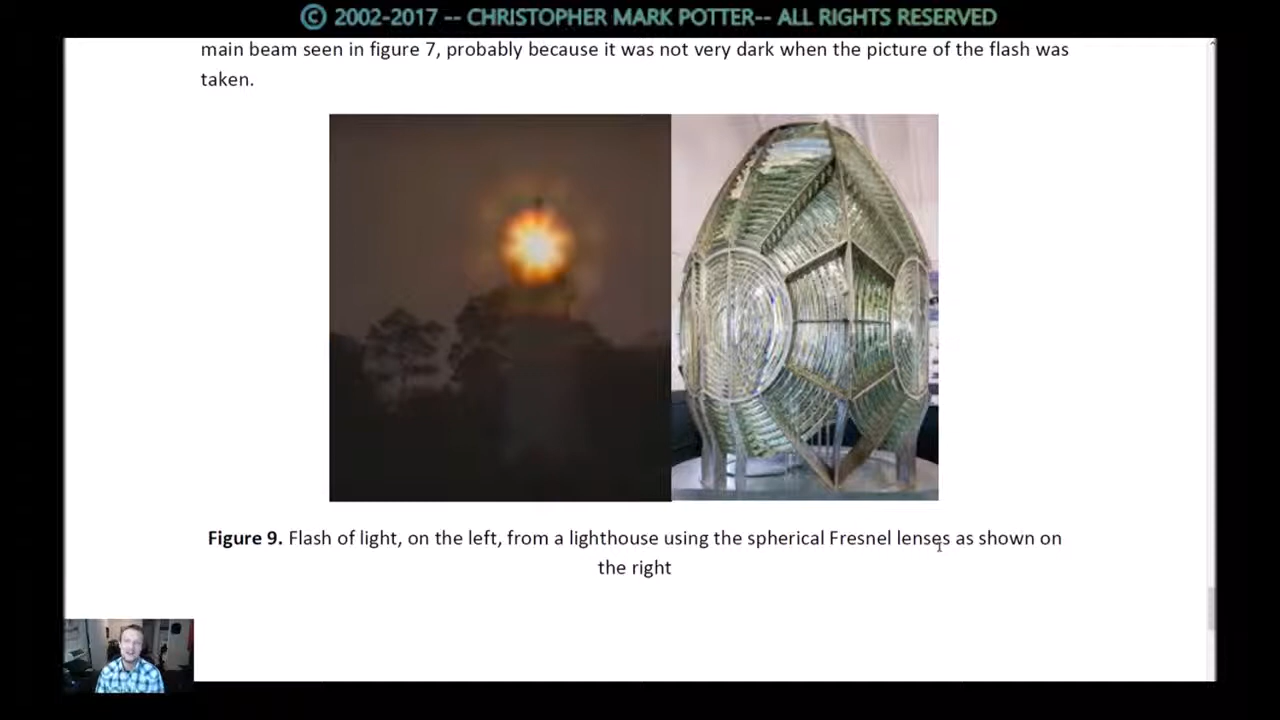 © 2002-2017 -- CHRISTOPHER MARK POTTER-- ALL RIGHTS RESERVED
main beam seen in figure 7, probably because it was not very dark when the picture of the flash was
taken.
Figure 9. Flash of light, on the left, from a lighthouse using the spherical Fresnel lenses as shown on
the right